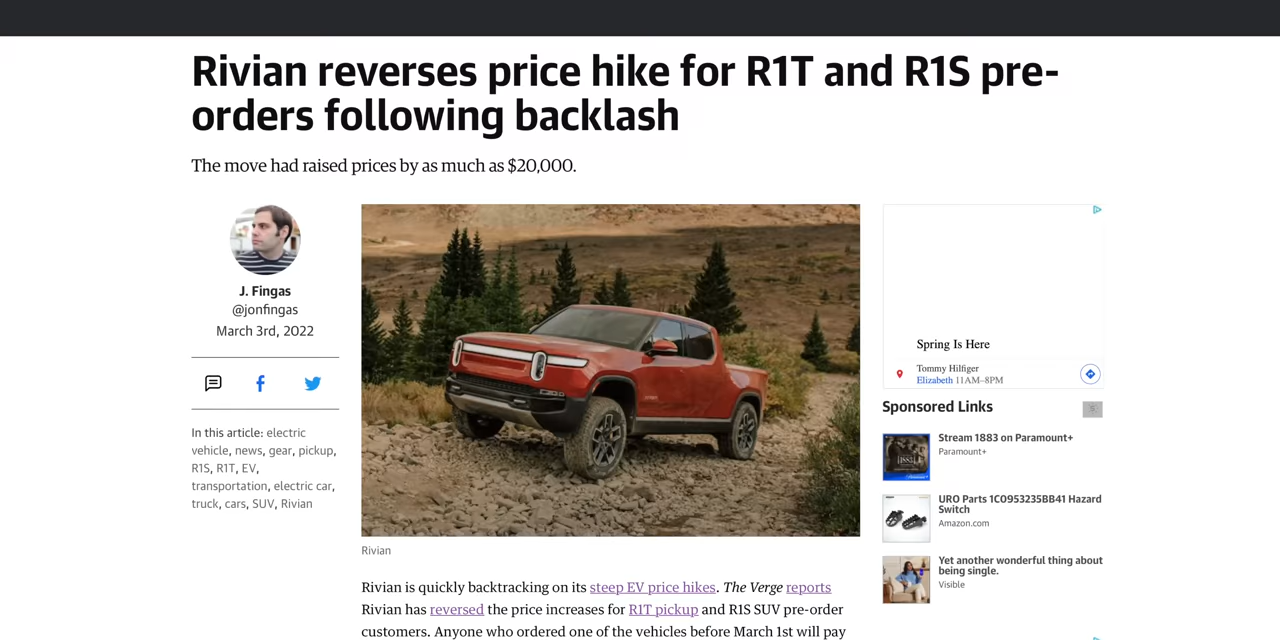 Rivian reverses price hike for R1T and R1S pre-
orders following backlash
The move had raised prices by as much as $20,000.
J. Fingas
@jonfingas
March 3rd, 2022
In this article: electric
vehicle, news, gear, pickup,
R1S, R1T, EV,
transportation, electric car,
truck, cars, SUV, Rivian
Rivian
Rivian is quickly backtracking on its steep EV price hikes. The Verge reports
Rivian has reversed the price increases for R1T pickup and R1S SUV pre-order
customers. Anyone who ordered one of the vehicles before March 1st will pay
Spring Is Here
Tommy Hilfiger
Elizabeth 11AM–8PM
Sponsored Links
Stream 1883 on Paramount+
Paramount+
URO Parts 1C0953235BB41 Hazard
Switch
Amazon.com
Yet another wonderful thing about
being single.
Visible